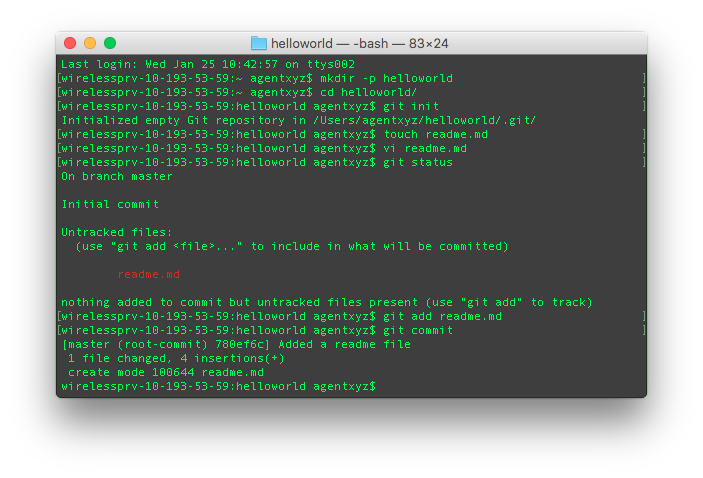 helloworld — -bash — 83×24
Last login: Wed Jan 25 10:42:57 on ttys002
[wirelessprv-10-193-53-59:~ agentxyz$ mkdir -p helloworld ]
[wirelessprv-10-193-53-59:~ agentxyz$ cd helloworld/ ]
[wirelessprv-10-193-53-59:helloworld agentxyz$ git init ]
Initialized empty Git repository in /Users/agentxyz/helloworld/.git/
[wirelessprv-10-193-53-59:helloworld agentxyz$ touch readme.md ]
[wirelessprv-10-193-53-59:helloworld agentxyz$ vi readme.md ]
[wirelessprv-10-193-53-59:helloworld agentxyz$ git status ]
On branch master
Initial commit
Untracked files:
(use "git add <file>..." to include in what will be committed)
readme.md
nothing added to commit but untracked files present (use "git add" to track)
[wirelessprv-10-193-53-59:helloworld agentxyz$ git add readme.md ]
[wirelessprv-10-193-53-59:helloworld agentxyz$ git commit ]
[master (root-commit) 780ef6c] Added a readme file
1 file changed, 4 insertions(+)
create mode 100644 readme.md
wirelessprv-10-193-53-59:helloworld agentxyz$